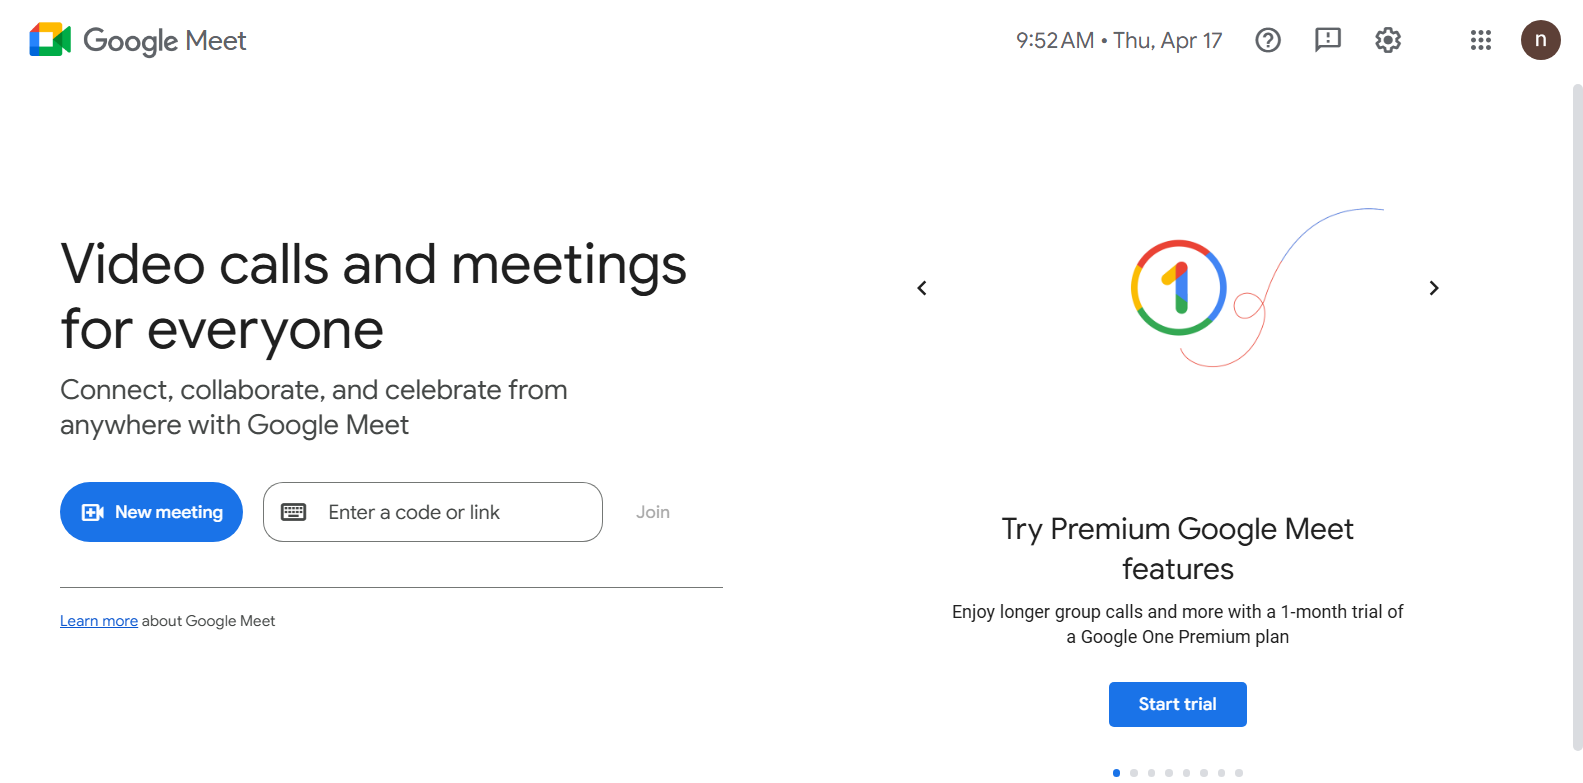 Google Meet
9:52 AM • Thu, Apr 17
n
Video calls and meetings
for everyone
Connect, collaborate, and celebrate from
anywhere with Google Meet
New meeting
Enter a code or link
Join
Learn more about Google Meet
1
Try Premium Google Meet
features
Enjoy longer group calls and more with a 1-month trial of
a Google One Premium plan
Start trial